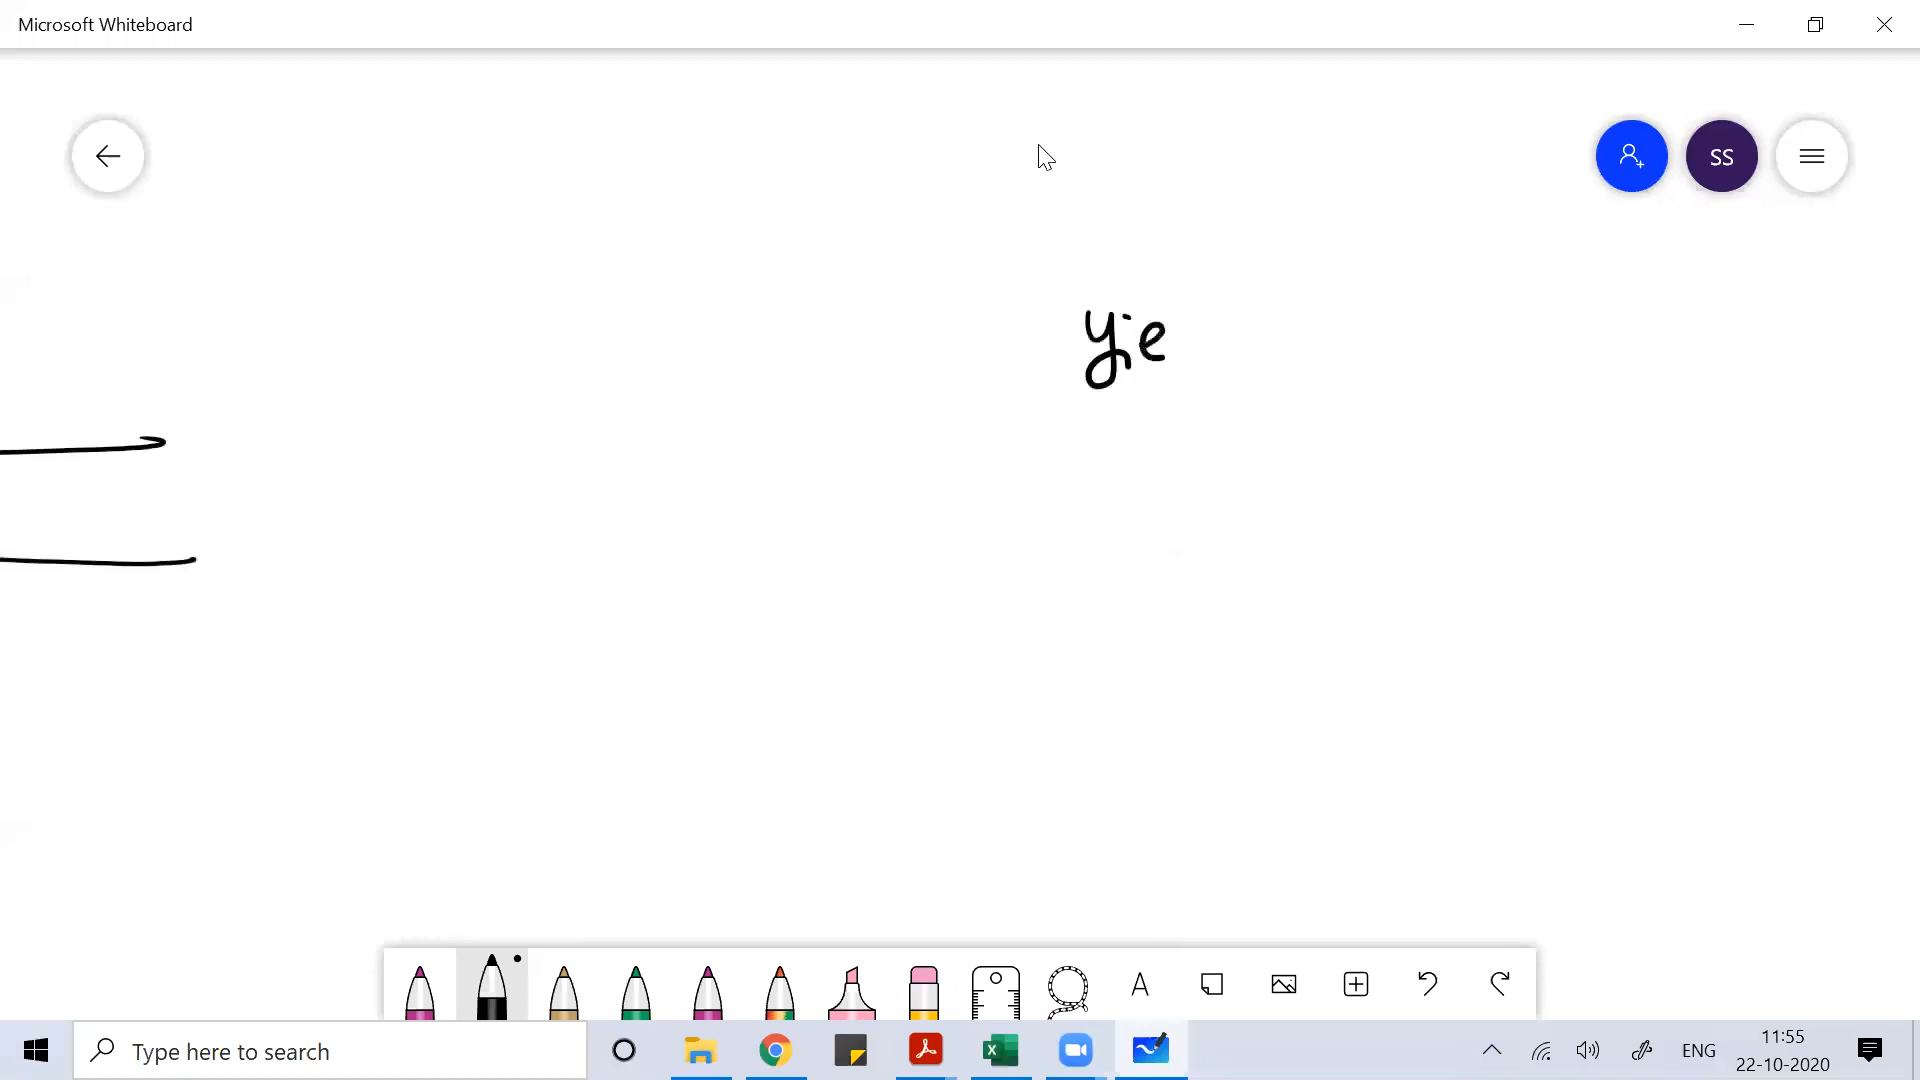 Microsoft Whiteboard
SS
yie
A
Type here to search
ENG
11:55
22-10-2020